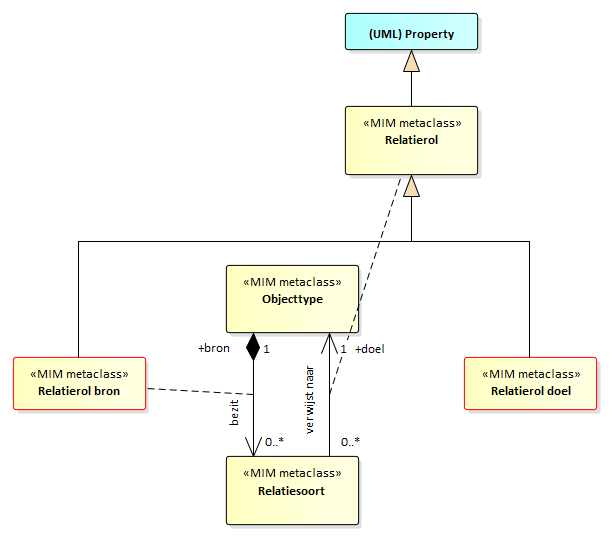 (UML) Property
«MIM metaclass»
Relatierol
«MIM metaclass»
Objecttype
+bron
1
1
+doel
«MIM metaclass»
Relatierol bron
«MIM metaclass»
Relatierol doel
bezit
verwijst naar
0..*
0..*
«MIM metaclass»
Relatiesoort